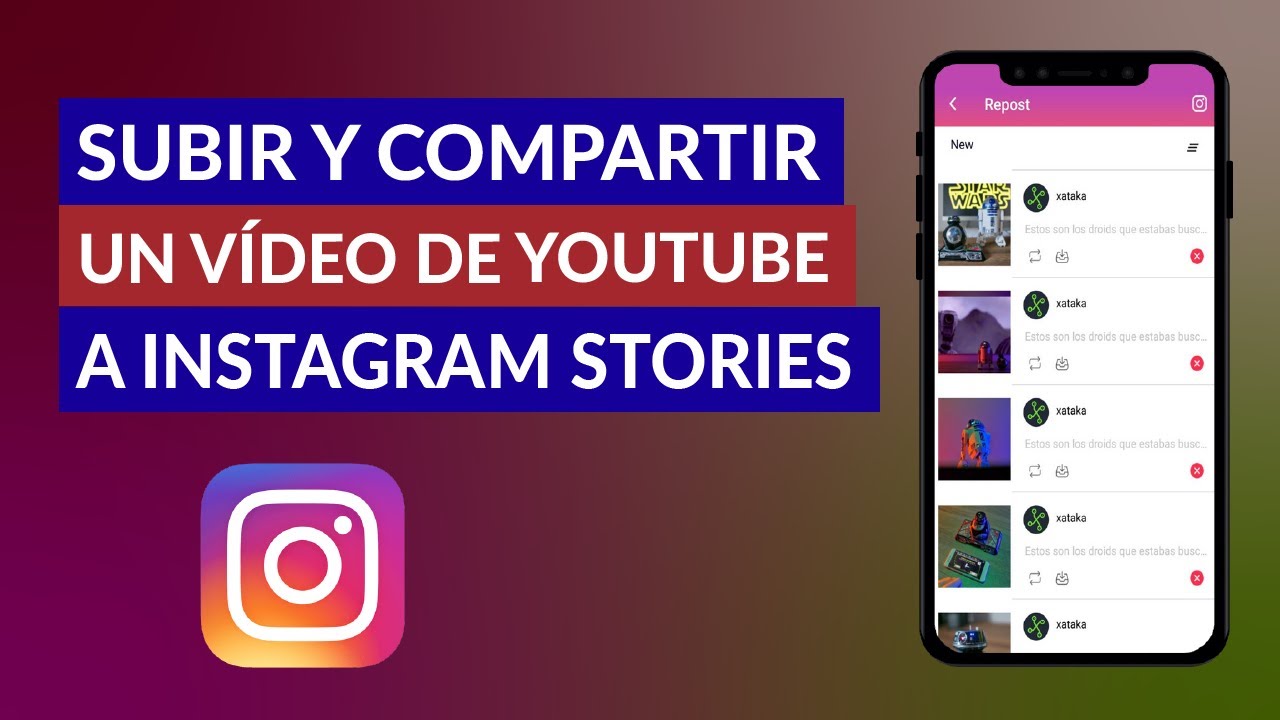 SUBIR Y COMPARTIR
UN VÍDEO DE YOUTUBE
A INSTAGRAM STORIES
Repost
New
STAR
WARS
xataka
Estos son los droids que estabas busc...
xataka
Estos son los droids que estabas busc...
xataka
Estos son los droids que estabas busc...
xataka
Estos son los droids que estabas busc...
xataka